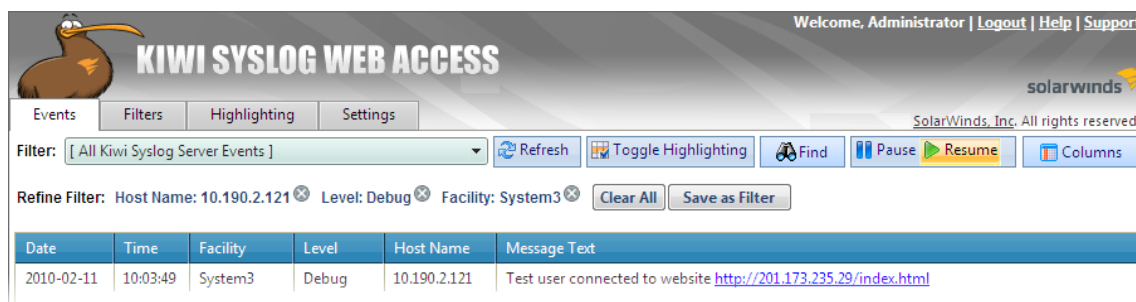 Welcome, Administrator | Logout | Help | Support
KIWI SYSLOG WEB ACCESS
solarwinds
Events Filters Highlighting Settings
SolarWinds, Inc. All rights reserved
Filter: [ All Kiwi Syslog Server Events ] Refresh Toggle Highlighting Find Pause Resume Columns
Refine Filter: Host Name: 10.190.2.121 Level: Debug Facility: System3 Clear All Save as Filter
Date Time Facility Level Host Name Message Text
2010-02-11 10:03:49 System3 Debug 10.190.2.121 Test user connected to website http://201.173.235.29/index.html